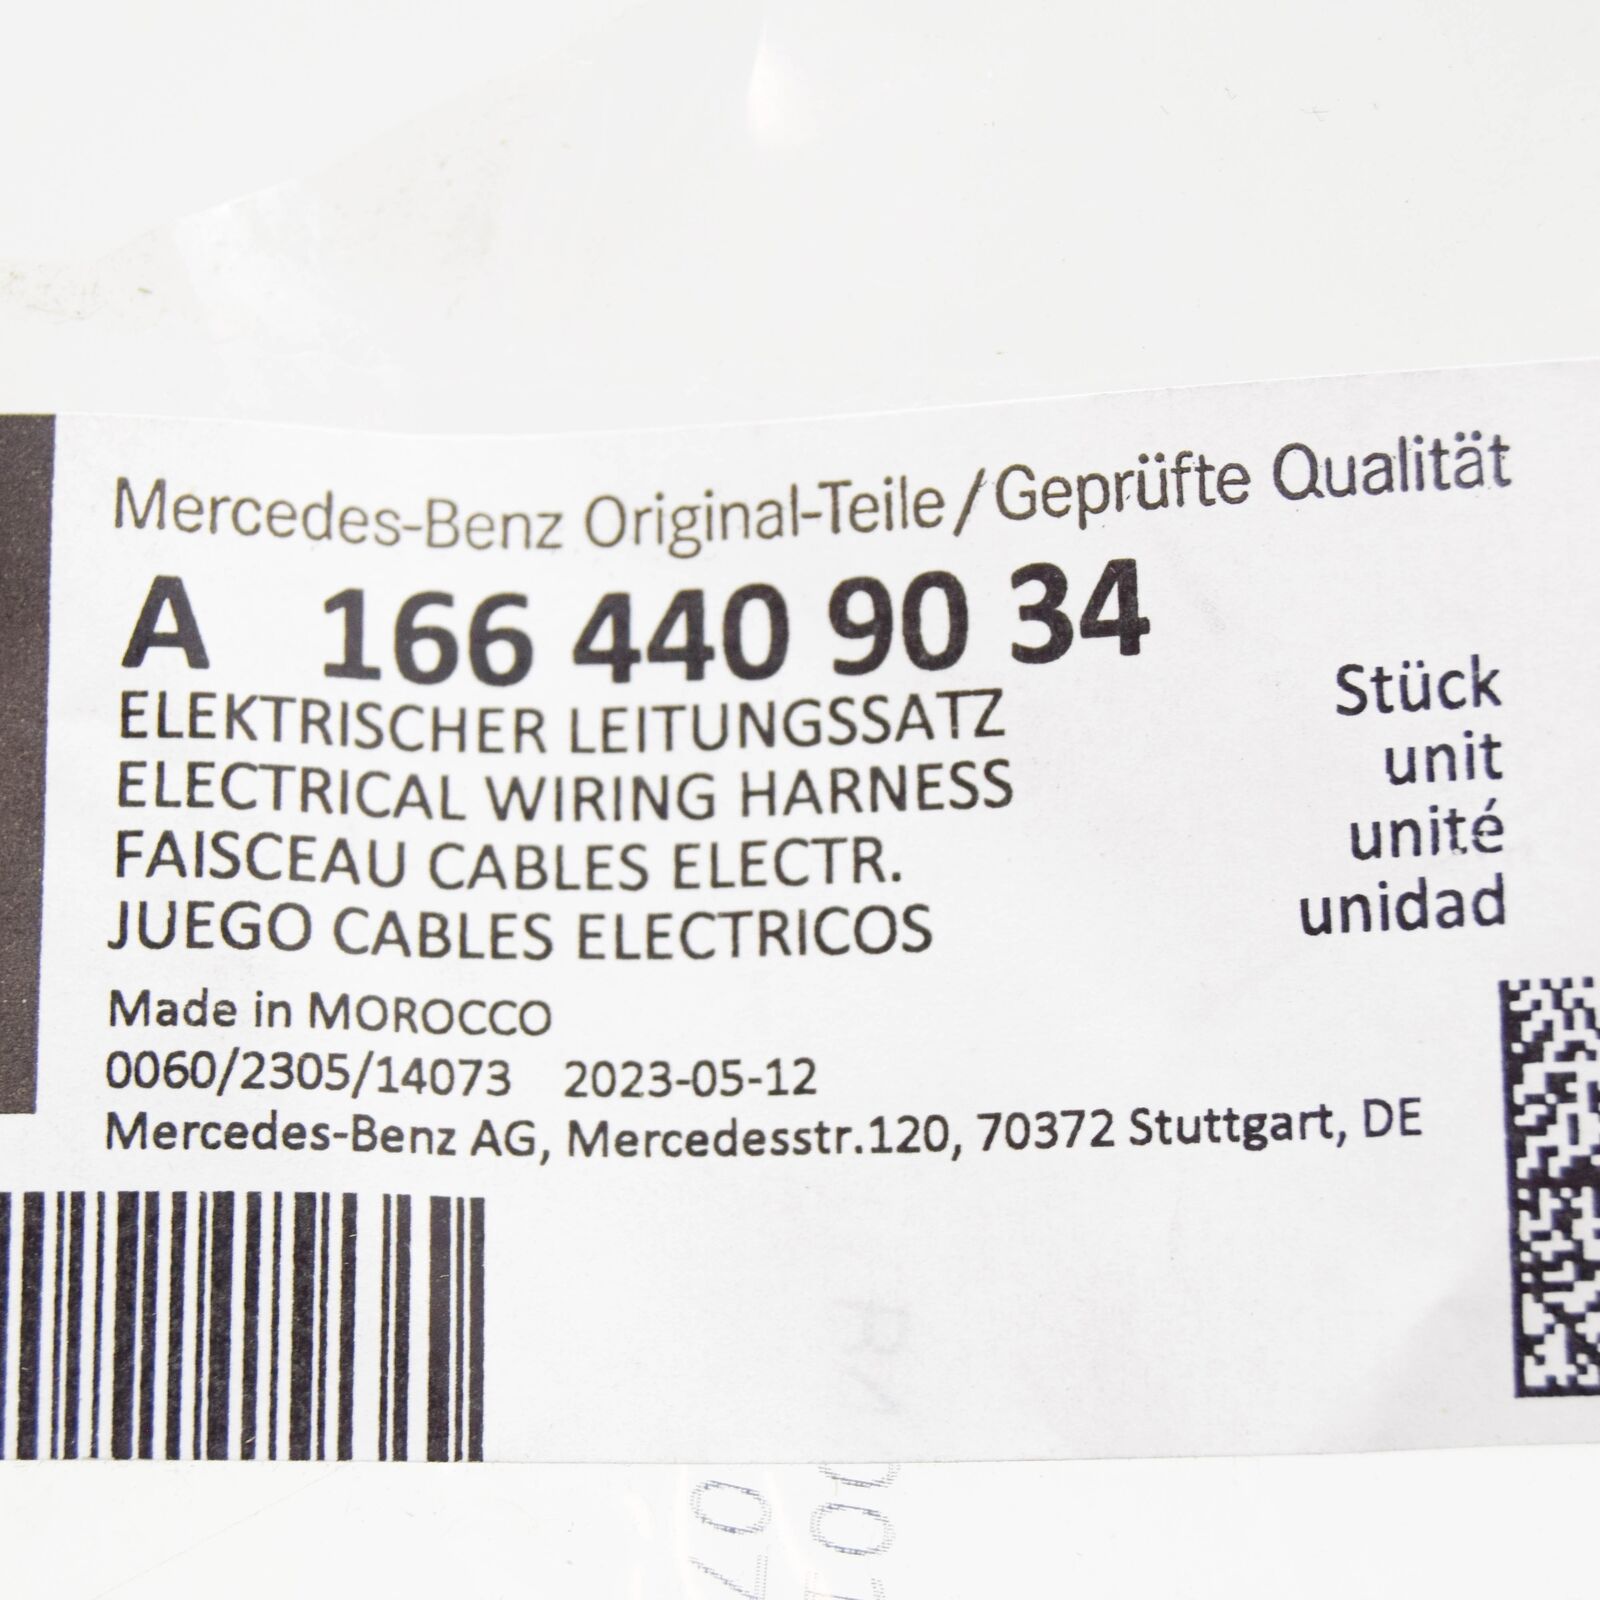 Mercedes-Benz Original-Teile/Geprüfte Qualität
A 166 440 90 34
ELEKTRISCHER LEITUNGSSATZ
ELECTRICAL WIRING HARNESS
FAISCEAU CABLES ELECTR.
JUEGO CABLES ELECTRICOS
Stück
unit
unité
unidad
Made in MOROCCO
0060/2305/14073 2023-05-12
Mercedes-Benz AG, Mercedesstr.120, 70372 Stuttgart, DE